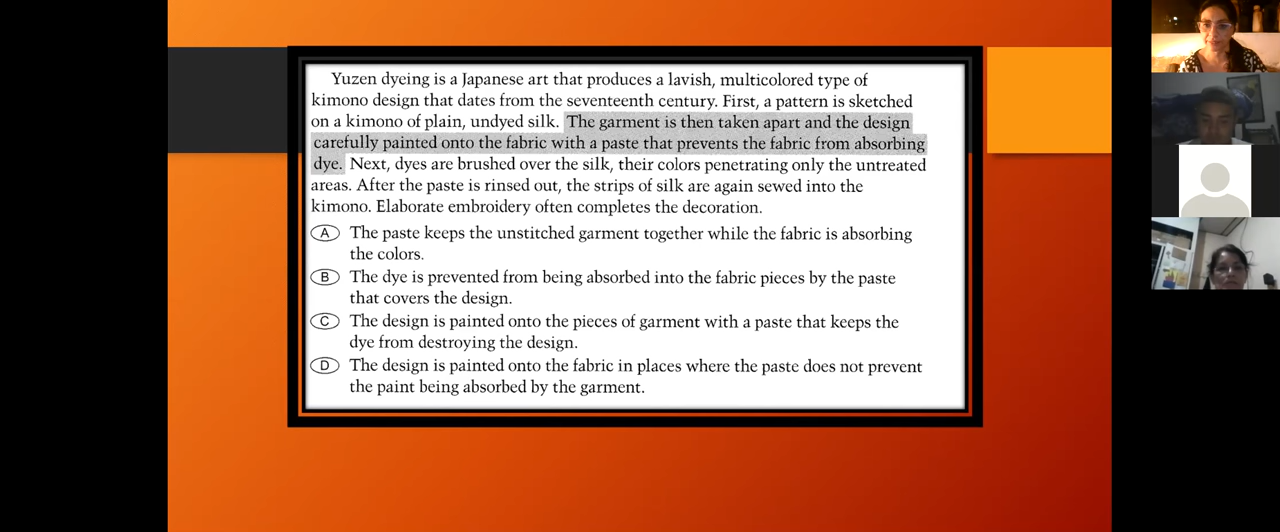 Yuzen dyeing is a Japanese art that produces a lavish, multicolored type of
kimono design that dates from the seventeenth century. First, a pattern is sketched
on a kimono of plain, undyed silk. The garment is then taken apart and the design
carefully painted onto the fabric with a paste that prevents the fabric from absorbing
dye. Next, dyes are brushed over the silk, their colors penetrating only the untreated
areas. After the paste is rinsed out, the strips of silk are again sewed into the
kimono. Elaborate embroidery often completes the decoration.
A The paste keeps the unstitched garment together while the fabric is absorbing
the colors.
B The dye is prevented from being absorbed into the fabric pieces by the paste
that covers the design.
C The design is painted onto the pieces of garment with a paste that keeps the
dye from destroying the design.
D The design is painted onto the fabric in places where the paste does not prevent
the paint being absorbed by the garment.